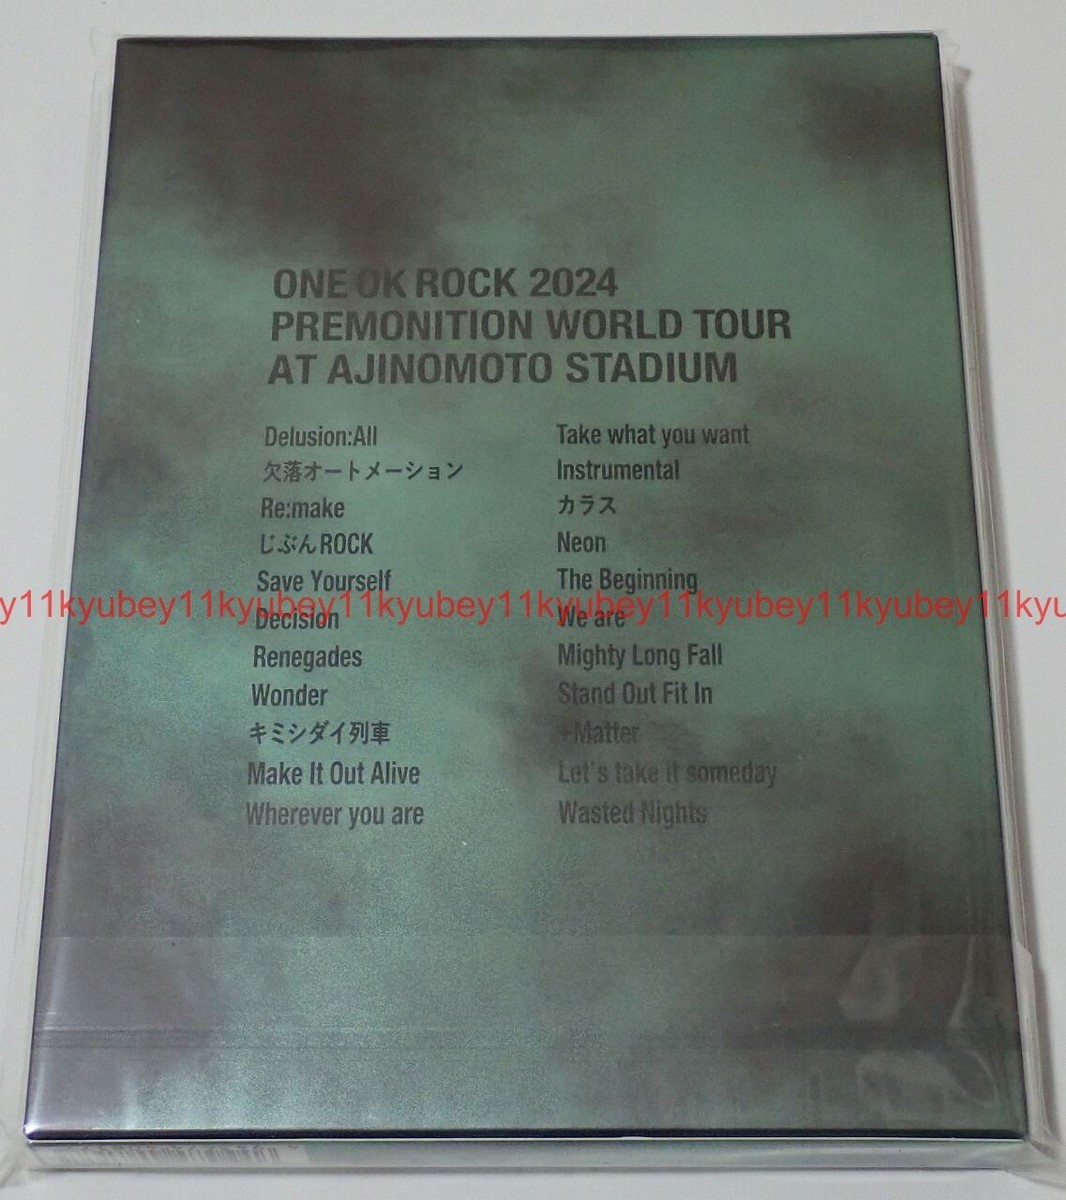 ONE OK ROCK 2024
PREMONITION WORLD TOUR
AT AJINOMOTO STADIUM
Delusion:All
欠落オートメーション
Re:make
じぶんROCK
Save Yourself
Decision
Renegades
Wonder
キミシダイ列車
Make It Out Alive
Wherever you are
Take what you want
Instrumental
カラス
Neon
The Beginning
We are
Mighty Long Fall
Stand Out Fit In
+Matter
Let's take it someday
Wasted Nights
y11kyubey11kyubey11kyubey11kyubey11kyubey11kyubey11kyu